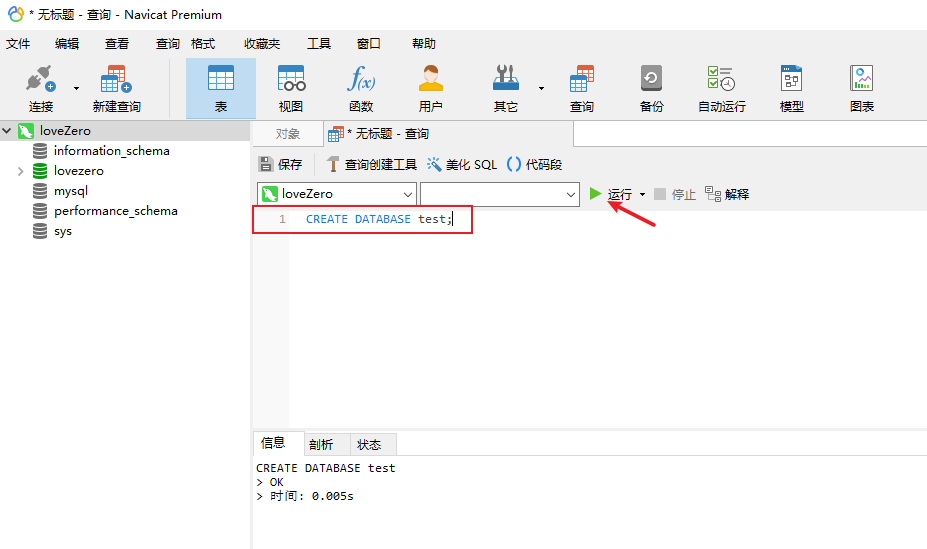 * 无标题 - 查询 - Navicat Premium
文件 编辑 查看 查询 格式 收藏夹 工具 窗口 帮助
f(x)
连接 新建查询 表 视图 函数 用户 其它 查询 备份 自动运行 模型 图表
loveZero
information_schema
lovezero
mysql
performance_schema
sys
对象 * 无标题 - 查询
保存 查询创建工具 美化 SQL () 代码段
loveZero 运行 停止 解释
1 CREATE DATABASE test;
信息 剖析 状态
CREATE DATABASE test
> OK
> 时间: 0.005s